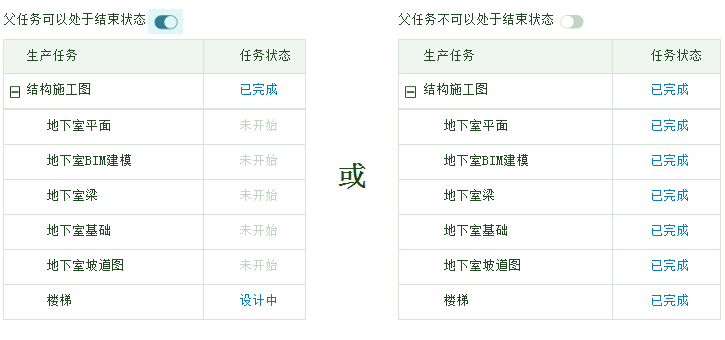 父任务可以处于结束状态
生产任务 任务状态
结构施工图 已完成
地下室平面 未开始
地下室BIM建模 未开始
地下室梁 未开始
地下室基础 未开始
地下室坡道图 未开始
楼梯 设计中
或
父任务不可以处于结束状态
生产任务 任务状态
结构施工图 已完成
地下室平面 已完成
地下室BIM建模 已完成
地下室梁 已完成
地下室基础 已完成
地下室坡道图 已完成
楼梯 已完成